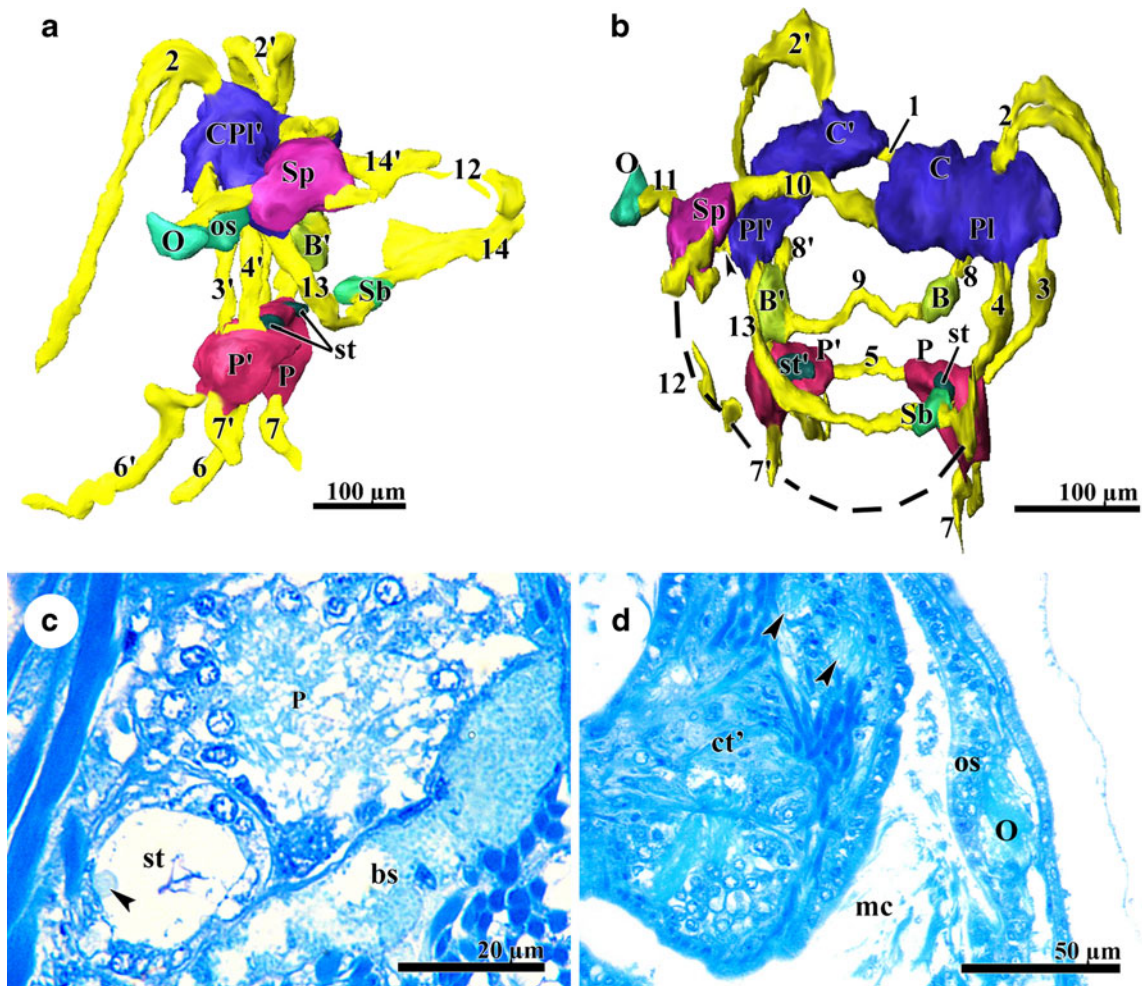 a
2
2'
CPl'
Sp
14'
12
O
os
B'
14
4'
3'
13
Sb
st
P'
P
7'
7
6'
6
100 µm
b
2'
C'
1
2
O
11
Sp
10
C
Pl'
Pl
8'
9
8
B'
B
13
4
3
P'
5
P
st
st'
12
Sb
7'
7
100 µm
c
P
st
bs
20 µm
d
ct’
os
O
mc
50 µm